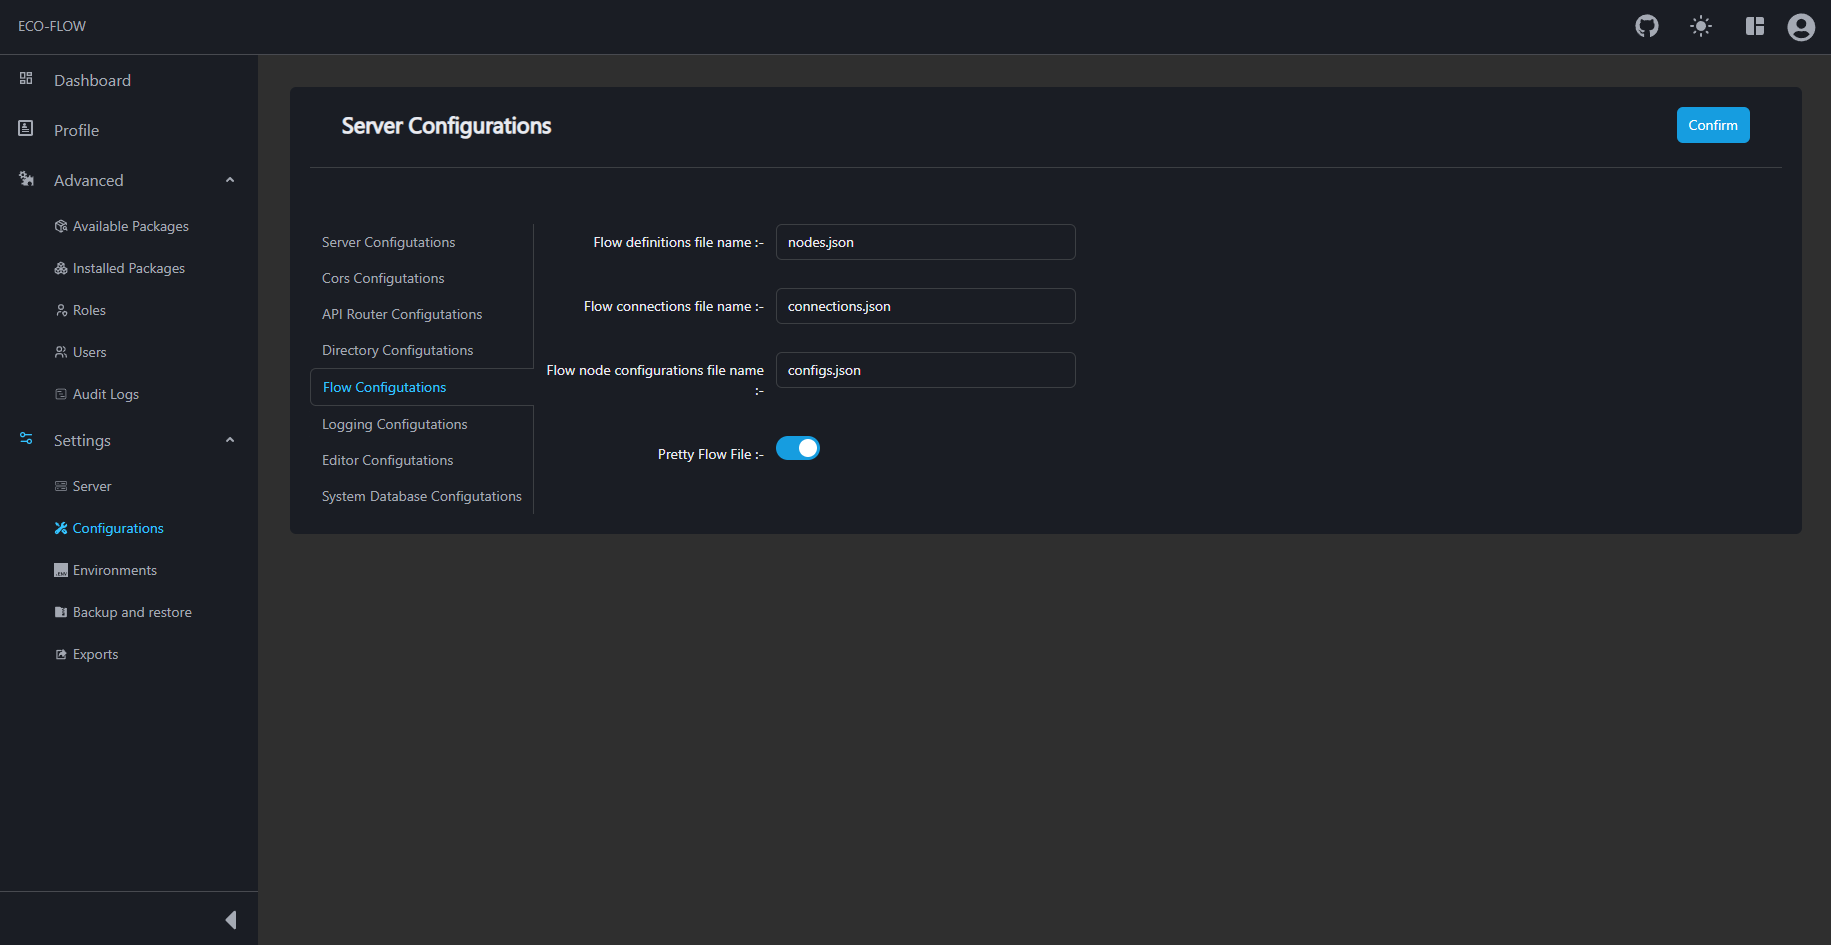 ECO-FLOW
Dashboard
Profile
Advanced
Available Packages
Installed Packages
Roles
Users
Audit Logs
Settings
Server
Configurations
.ENV
Environments
Backup and restore
Exports
Server Configurations
Confirm
Server Configutations
Cors Configutations
API Router Configutations
Directory Configutations
Flow Configutations
Logging Configutations
Editor Configutations
System Database Configutations
Flow definitions file name :-
nodes.json
Flow connections file name :-
connections.json
Flow node configurations file name
:-
configs.json
Pretty Flow File :-